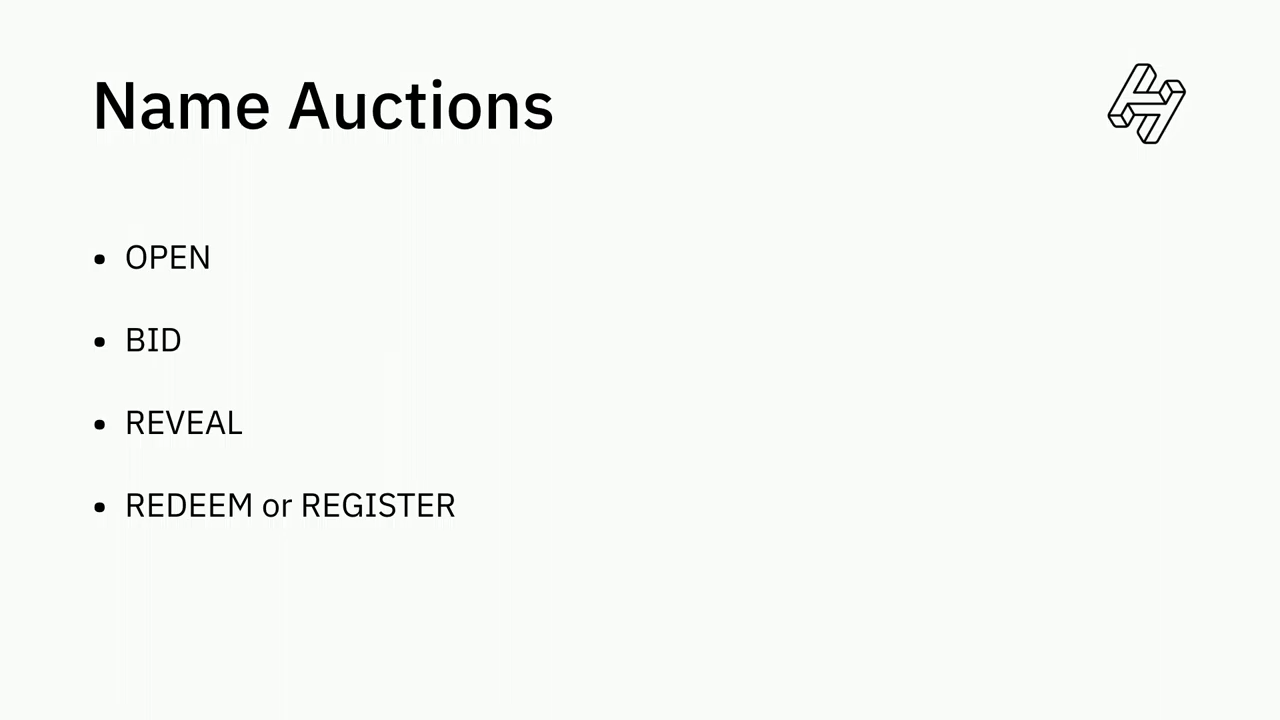 Name Auctions
• OPEN
• BID
• REVEAL
• REDEEM or REGISTER